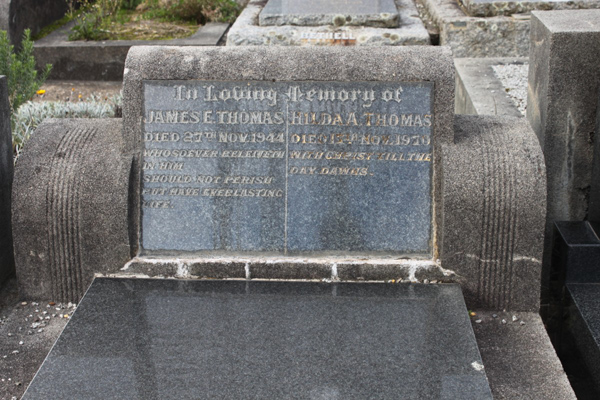 In Loving Memory of
JAMES E. THOMAS
DIED 27TH NOV. 1944
WHOSOEVER BELIEVETH
IN HIM
SHOULD NOT PERISH
BUT HAVE EVERLASTING
LIFE.
HILDA A. THOMAS
DIED NOV. 1970
WITH CHRIST TILL THE
DAY DAWNS.